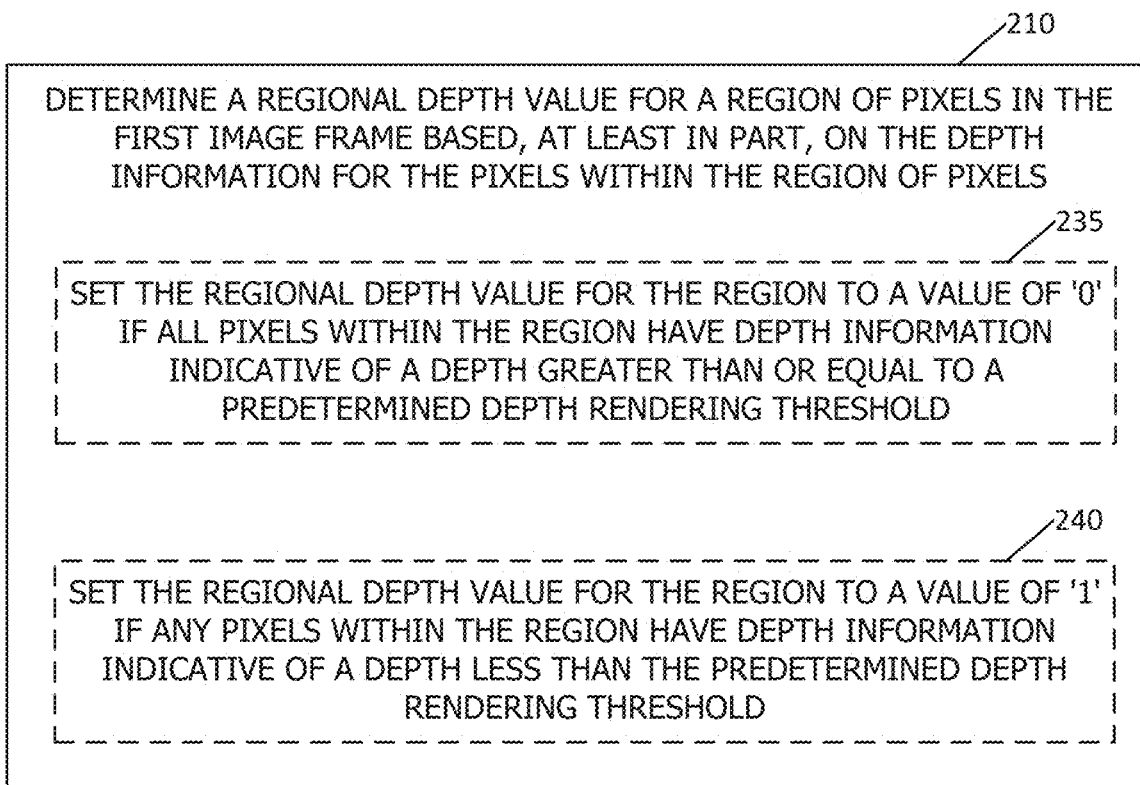 210
DETERMINE A REGIONAL DEPTH VALUE FOR A REGION OF PIXELS IN THE
FIRST IMAGE FRAME BASED, AT LEAST IN PART, ON THE DEPTH
INFORMATION FOR THE PIXELS WITHIN THE REGION OF PIXELS
235
SET THE REGIONAL DEPTH VALUE FOR THE REGION TO A VALUE OF '0'
IF ALL PIXELS WITHIN THE REGION HAVE DEPTH INFORMATION
INDICATIVE OF A DEPTH GREATER THAN OR EQUAL TO A
PREDETERMINED DEPTH RENDERING THRESHOLD
240
SET THE REGIONAL DEPTH VALUE FOR THE REGION TO A VALUE OF '1'
IF ANY PIXELS WITHIN THE REGION HAVE DEPTH INFORMATION
INDICATIVE OF A DEPTH LESS THAN THE PREDETERMINED DEPTH
RENDERING THRESHOLD